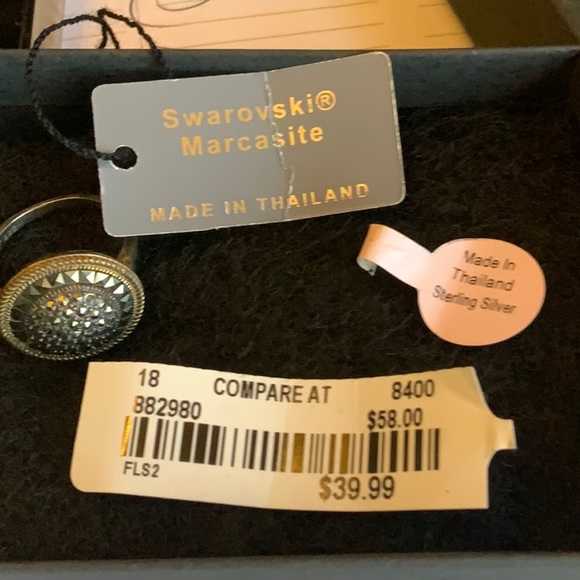 Swarovski®
Marcasite
MADE IN THAILAND
Made In
Thailand
Sterling Silver
18 COMPARE AT 8400
882980 $58.00
FLS2
$39.99